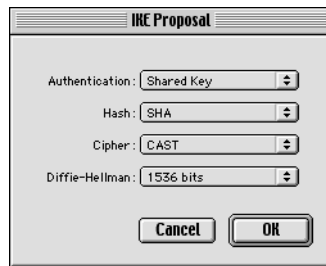 IKE Proposal
Authentication: Shared Key
Hash: SHA
Cipher: CAST
Diffie-Hellman: 1536 bits
Cancel OK